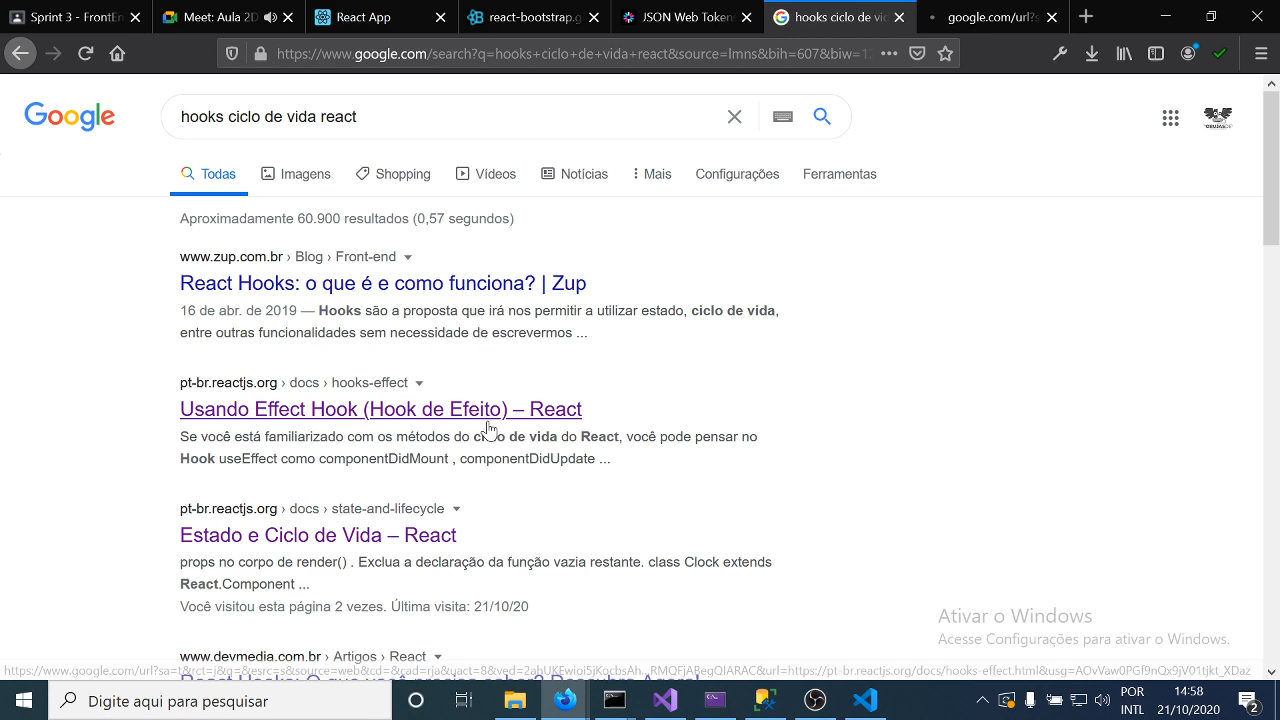 Sprint 3 - FrontEn
Meet: Aula 2D
React App
react-bootstrap.g
JSON Web Token
hooks ciclo de vid
google.com/url?s
https://www.google.com/search?q=hooks+ciclo+de+vida+react&source=lmns&bih=607&biw=12
Google
hooks ciclo de vida react
Todas
Imagens
Shopping
Vídeos
Notícias
Mais
Configurações
Ferramentas
Aproximadamente 60.900 resultados (0,57 segundos)
www.zup.com.br › Blog › Front-end
React Hooks: o que é e como funciona? | Zup
16 de abr. de 2019 — Hooks são a proposta que irá nos permitir a utilizar estado, ciclo de vida,
entre outras funcionalidades sem necessidade de escrevermos ...
pt-br.reactjs.org › docs › hooks-effect
Usando Effect Hook (Hook de Efeito) – React
Se você está familiarizado com os métodos do ciclo de vida do React, você pode pensar no
Hook useEffect como componentDidMount , componentDidUpdate ...
pt-br.reactjs.org › docs › state-and-lifecycle
Estado e Ciclo de Vida – React
props no corpo de render() . Exclua a declaração da função vazia restante. class Clock extends
React.Component ...
Você visitou esta página 2 vezes. Última visita: 21/10/20
Ativar o Windows
Acesse Configurações para ativar o Windows.
www.devmedia.com.br › Artigos › React
Digite aqui para pesquisar
POR
INTL
14:58
21/10/2020
2